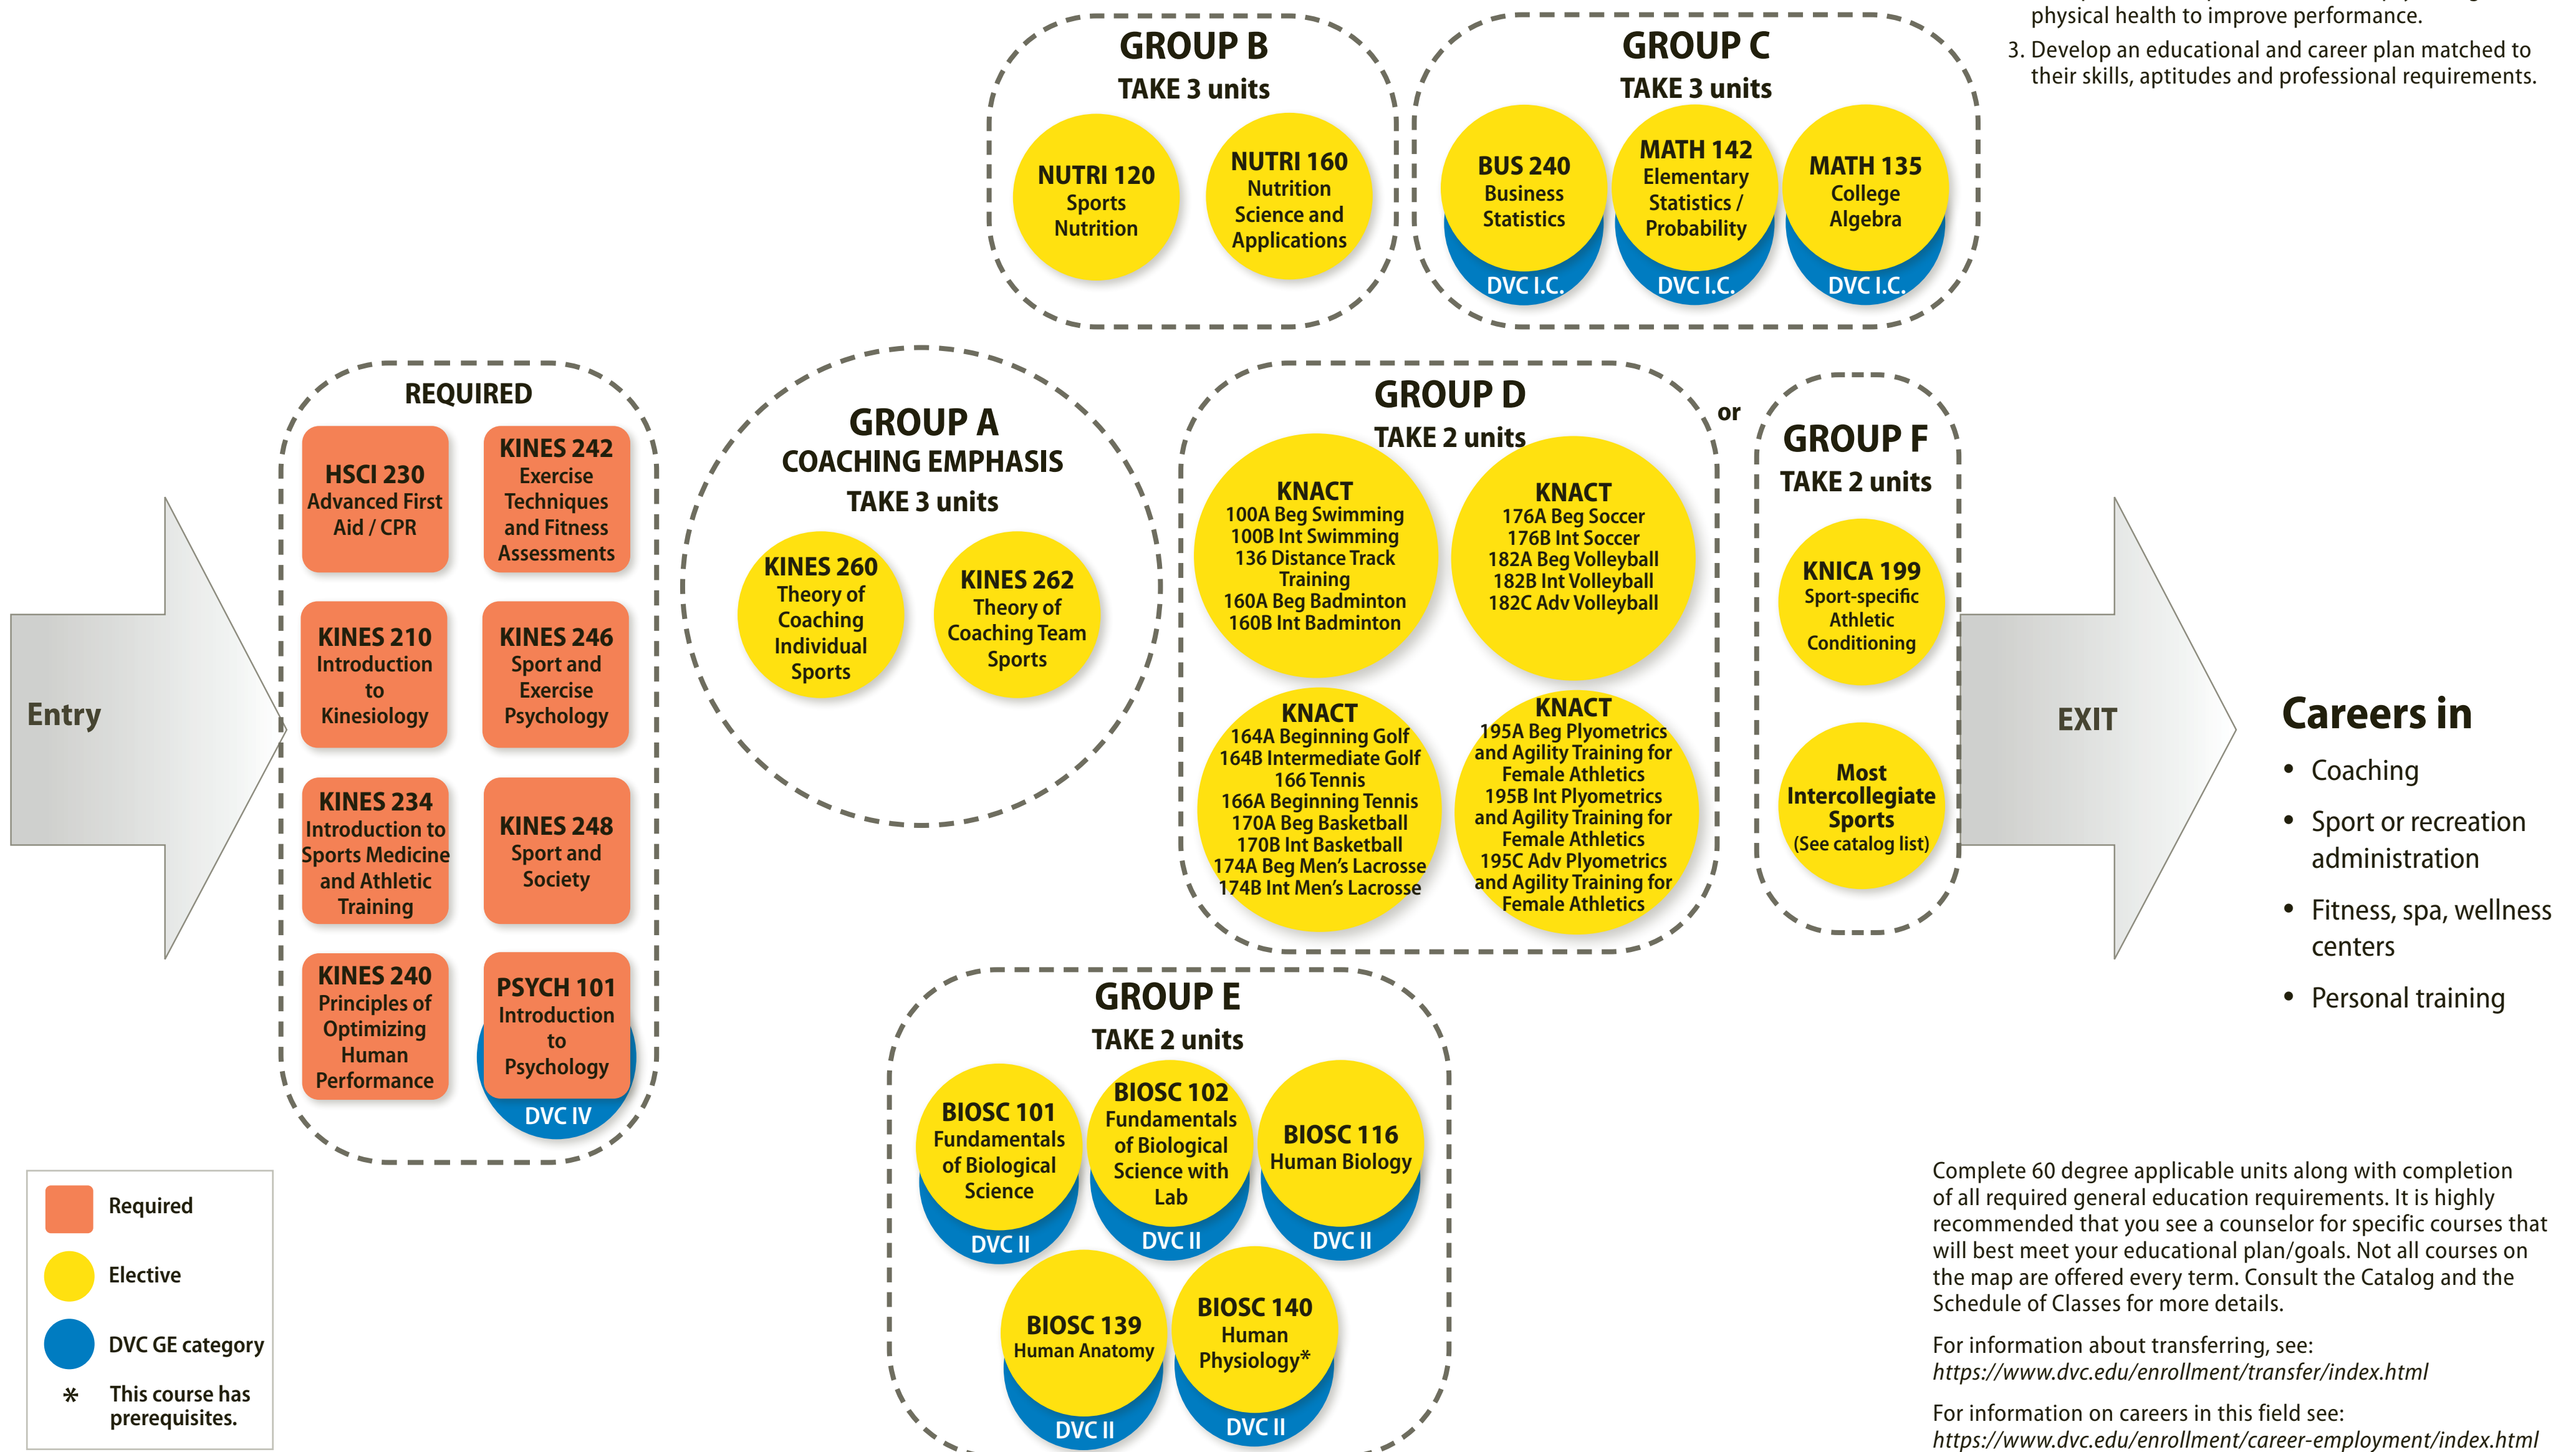 physical health to improve performance.
3. Develop an educational and career plan matched to
their skills, aptitudes and professional requirements.
GROUP B
TAKE 3 units
NUTRI 120
Sports
Nutrition
NUTRI 160
Nutrition
Science and
Applications
GROUP C
TAKE 3 units
BUS 240
Business
Statistics
DVC I.C.
MATH 142
Elementary
Statistics /
Probability
DVC I.C.
MATH 135
College
Algebra
DVC I.C.
Entry
REQUIRED
HSCI 230
Advanced First
Aid / CPR
KINES 242
Exercise
Techniques
and Fitness
Assessments
KINES 210
Introduction
to
Kinesiology
KINES 246
Sport and
Exercise
Psychology
KINES 234
Introduction to
Sports Medicine
and Athletic
Training
KINES 248
Sport and
Society
KINES 240
Principles of
Optimizing
Human
Performance
PSYCH 101
Introduction
to
Psychology
DVC IV
GROUP A
COACHING EMPHASIS
TAKE 3 units
KINES 260
Theory of
Coaching
Individual
Sports
KINES 262
Theory of
Coaching Team
Sports
GROUP D
TAKE 2 units
KNACT
100A Beg Swimming
100B Int Swimming
136 Distance Track
Training
160A Beg Badminton
160B Int Badminton
KNACT
176A Beg Soccer
176B Int Soccer
182A Beg Volleyball
182B Int Volleyball
182C Adv Volleyball
KNACT
164A Beginning Golf
164B Intermediate Golf
166 Tennis
166A Beginning Tennis
170A Beg Basketball
170B Int Basketball
174A Beg Men's Lacrosse
174B Int Men's Lacrosse
KNACT
195A Beg Plyometrics
and Agility Training for
Female Athletics
195B Int Plyometrics
and Agility Training for
Female Athletics
195C Adv Plyometrics
and Agility Training for
Female Athletics
or
GROUP F
TAKE 2 units
KNICA 199
Sport-specific
Athletic
Conditioning
Most
Intercollegiate
Sports
(See catalog list)
EXIT
Careers in
• Coaching
• Sport or recreation
administration
• Fitness, spa, wellness
centers
• Personal training
GROUP E
TAKE 2 units
BIOSC 101
Fundamentals
of Biological
Science
DVC II
BIOSC 102
Fundamentals
of Biological
Science with
Lab
DVC II
BIOSC 116
Human Biology
DVC II
BIOSC 139
Human Anatomy
DVC II
BIOSC 140
Human
Physiology*
DVC II
Required
Elective
DVC GE category
* This course has
prerequisites.
Complete 60 degree applicable units along with completion
of all required general education requirements. It is highly
recommended that you see a counselor for specific courses that
will best meet your educational plan/goals. Not all courses on
the map are offered every term. Consult the Catalog and the
Schedule of Classes for more details.
For information about transferring, see:
https://www.dvc.edu/enrollment/transfer/index.html
For information on careers in this field see:
https://www.dvc.edu/enrollment/career-employment/index.html